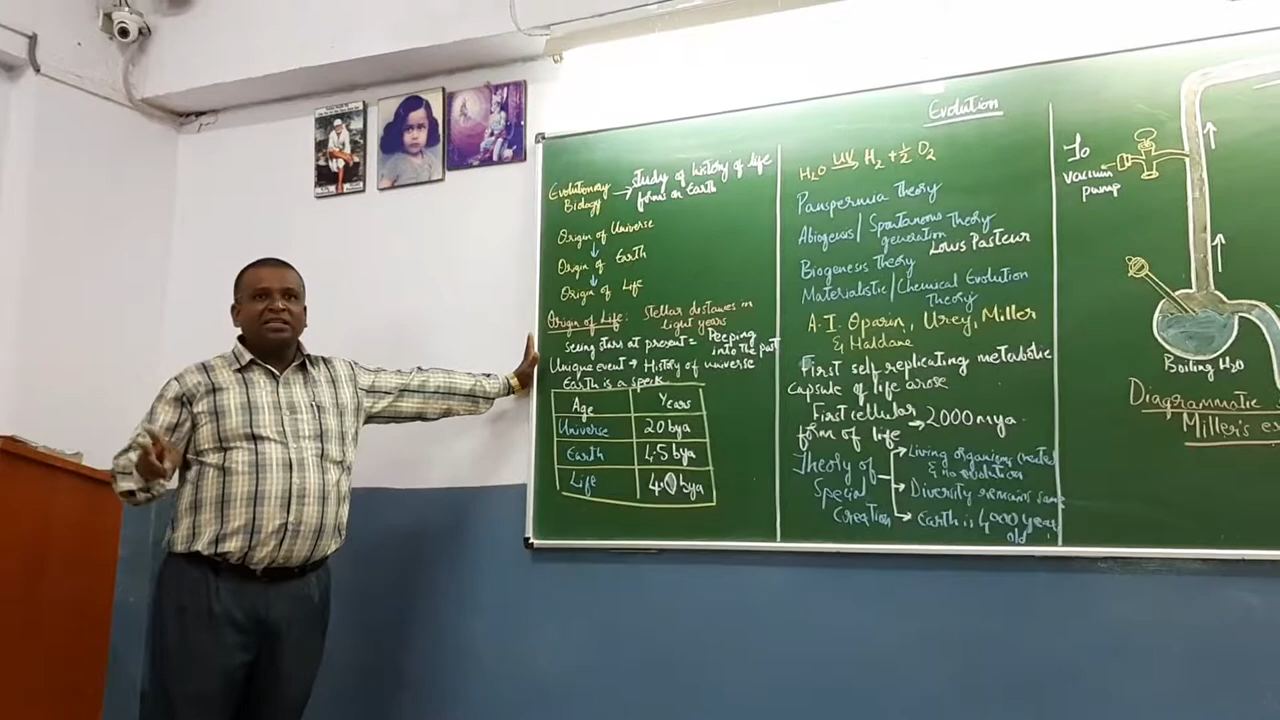 Evolution
Evolutionary → study of history of life
Biology forms on Earth
Origin of Universe
↓
Origin of Earth
↓
Origin of Life
Origin of Life: Stellar distances in
light years
seeing stars at present = Peeping
into the past
Unique event → History of universe
Earth is a speck
Age Years
Universe 20 bya
Earth 4.5 bya
Life 4.0 bya
H₂O UV→ H₂ + ½ O₂
Panspermia Theory
Abiogenesis/ Spontaneous Theory
generation
Louis Pasteur
Biogenesis Theory
Materialistic/Chemical Evolution
Theory
A.I. Oparin, Urey, Miller
& Haldane
First self replicating metabolic
Capsule of life arose
First cellular → 2000 mya
form of life
Theory of
Special
Creation
→ Living organisms created
& no evolution
→ Diversity remains same
→ Earth is 4000 years
old
To
vacuum
pump
Boiling H₂O
Diagrammatic
Miller's ex